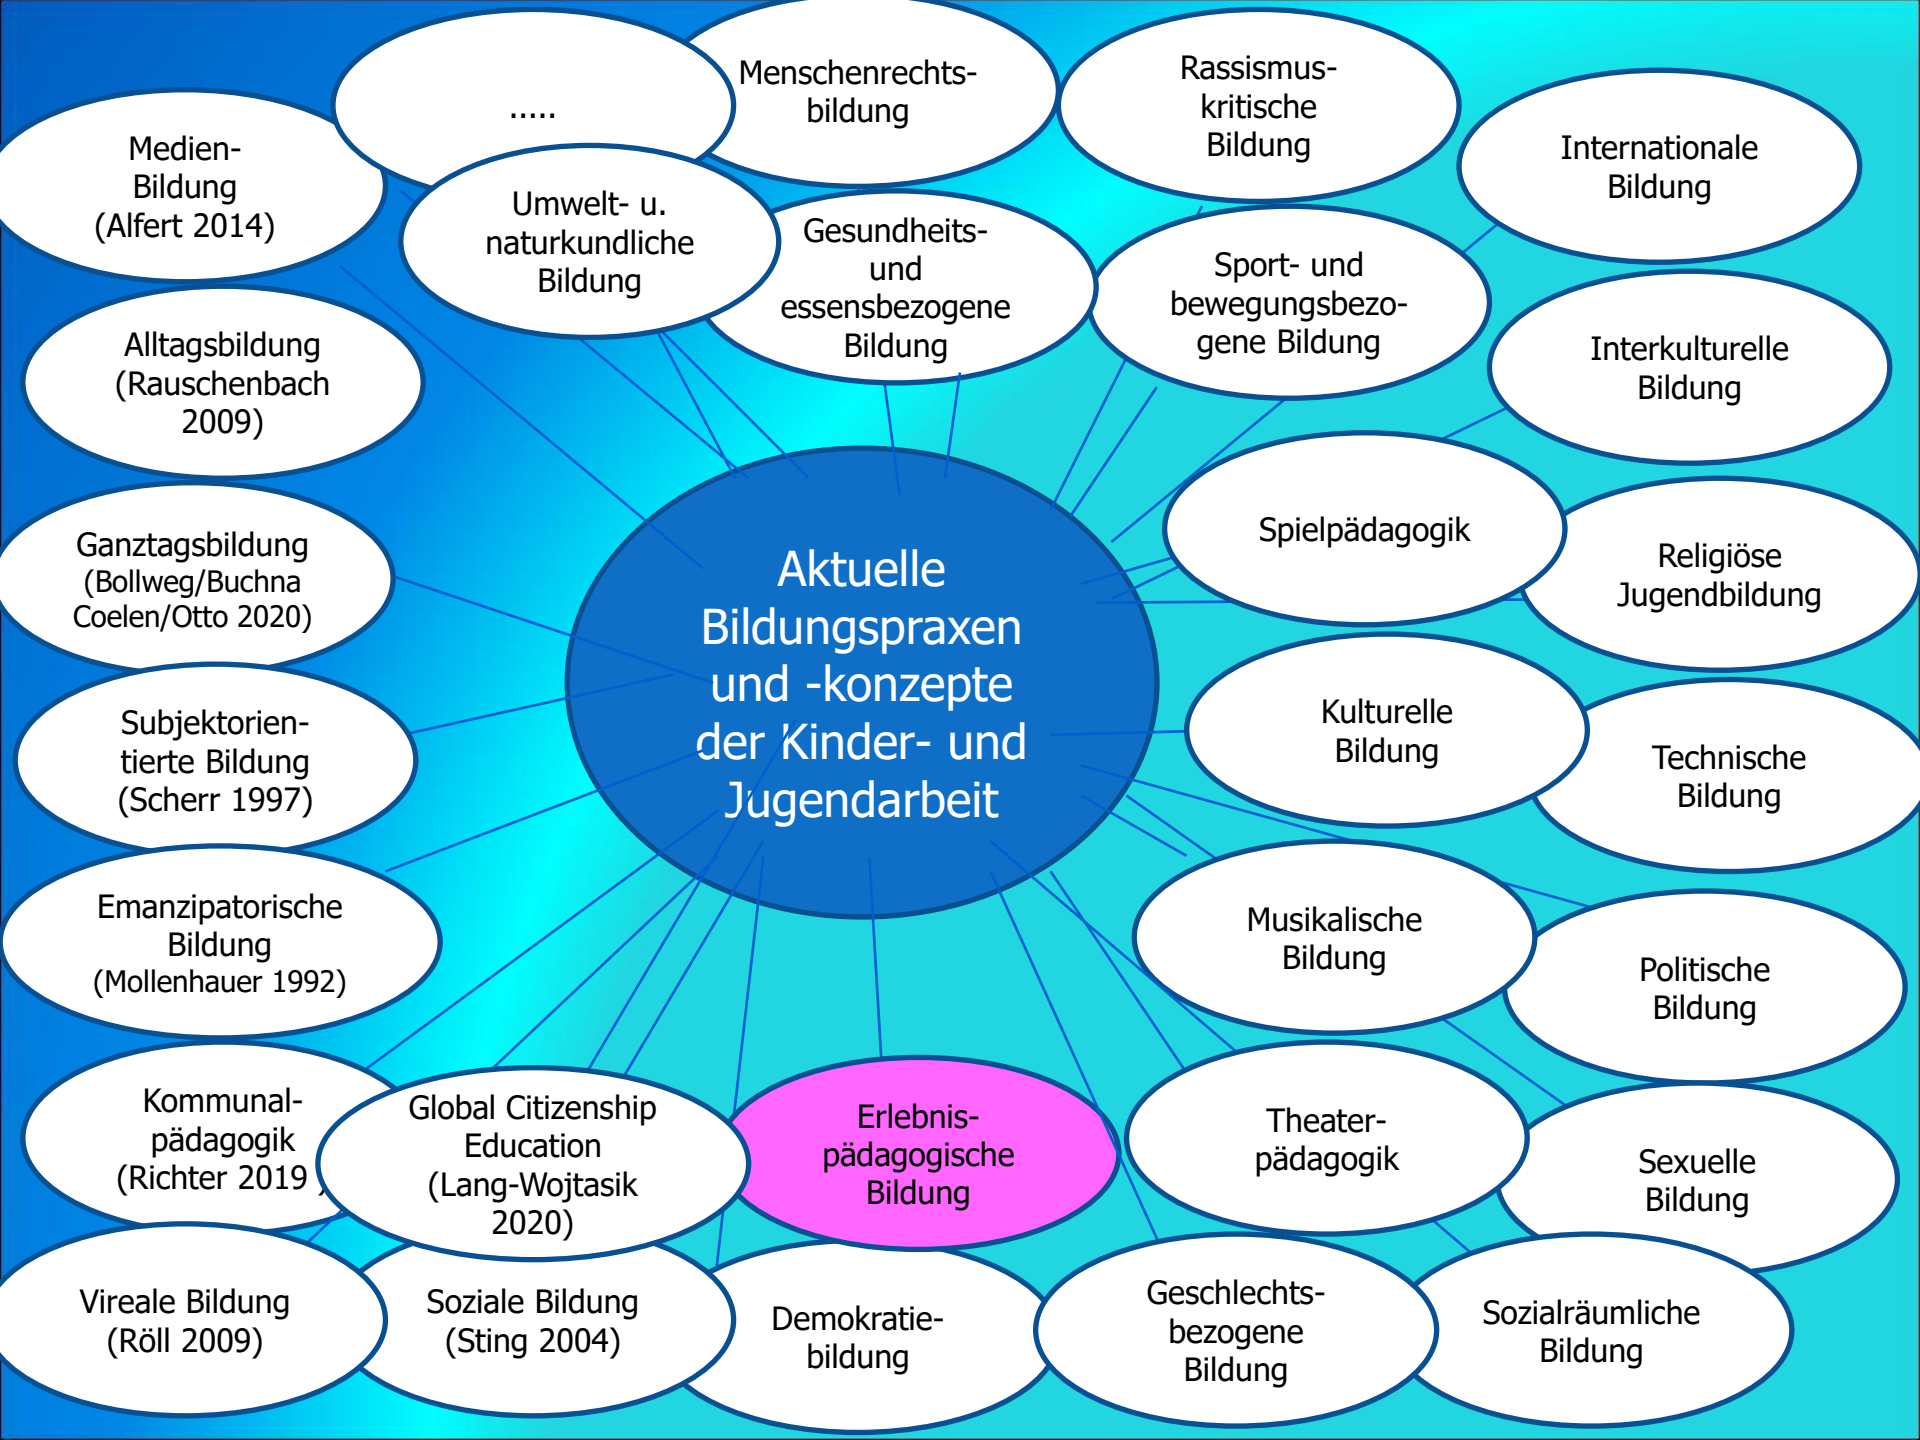 .....
Menschenrechts-
bildung
Rassismus-
kritische
Bildung
Internationale
Bildung
Medien-
Bildung
(Alfert 2014)
Umwelt- u.
naturkundliche
Bildung
Gesundheits-
und
essensbezogene
Bildung
Sport- und
bewegungsbezo-
gene Bildung
Interkulturelle
Bildung
Alltagsbildung
(Rauschenbach
2009)
Spielpädagogik
Religiöse
Jugendbildung
Ganztagsbildung
(Bollweg/Buchna
Coelen/Otto 2020)
Aktuelle
Bildungspraxen
und -konzepte
der Kinder- und
Jugendarbeit
Kulturelle
Bildung
Technische
Bildung
Subjektorien-
tierte Bildung
(Scherr 1997)
Emanzipatorische
Bildung
(Mollenhauer 1992)
Musikalische
Bildung
Politische
Bildung
Kommunal-
pädagogik
(Richter 2019 )
Global Citizenship
Education
(Lang-Wojtasik
2020)
Erlebnis-
pädagogische
Bildung
Theater-
pädagogik
Sexuelle
Bildung
Vireale Bildung
(Röll 2009)
Soziale Bildung
(Sting 2004)
Demokratie-
bildung
Geschlechts-
bezogene
Bildung
Sozialräumliche
Bildung